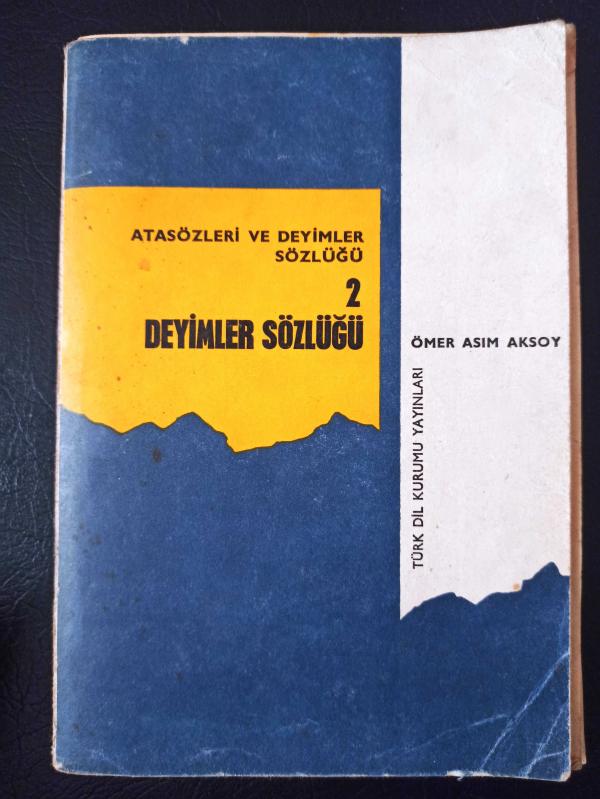 ATASÖZLERİ VE DEYİMLER
SÖZLÜĞÜ
2
DEYİMLER SÖZLÜĞÜ
ÖMER ASIM AKSOY
TÜRK DİL KURUMU YAYINLARI